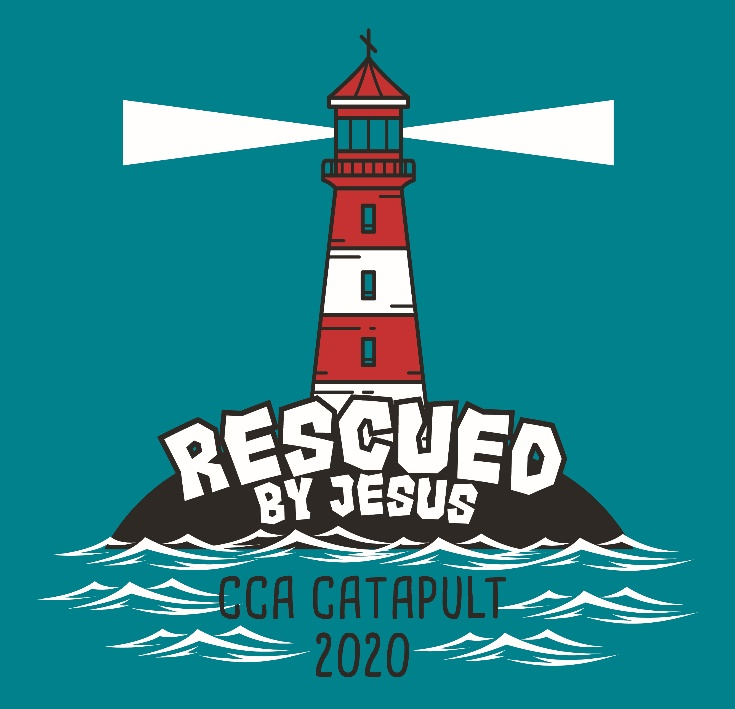 RESCUED
BY JESUS
CCA CATAPULT
2020